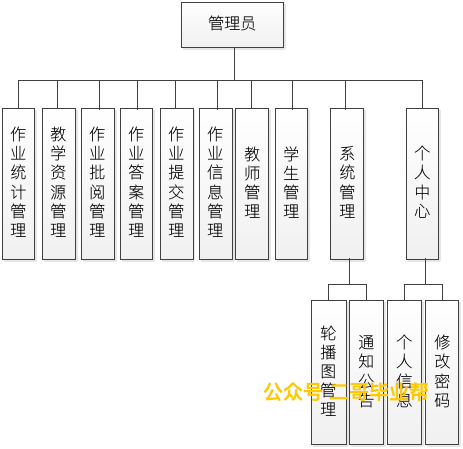 管理员
作业统计管理
教学资源管理
作业批阅管理
作业答案管理
作业提交管理
作业信息管理
教师管理
学生管理
系统管理
个人中心
轮播图管理
通知公告
个人信息
修改密码
公众号 二哥毕业帮